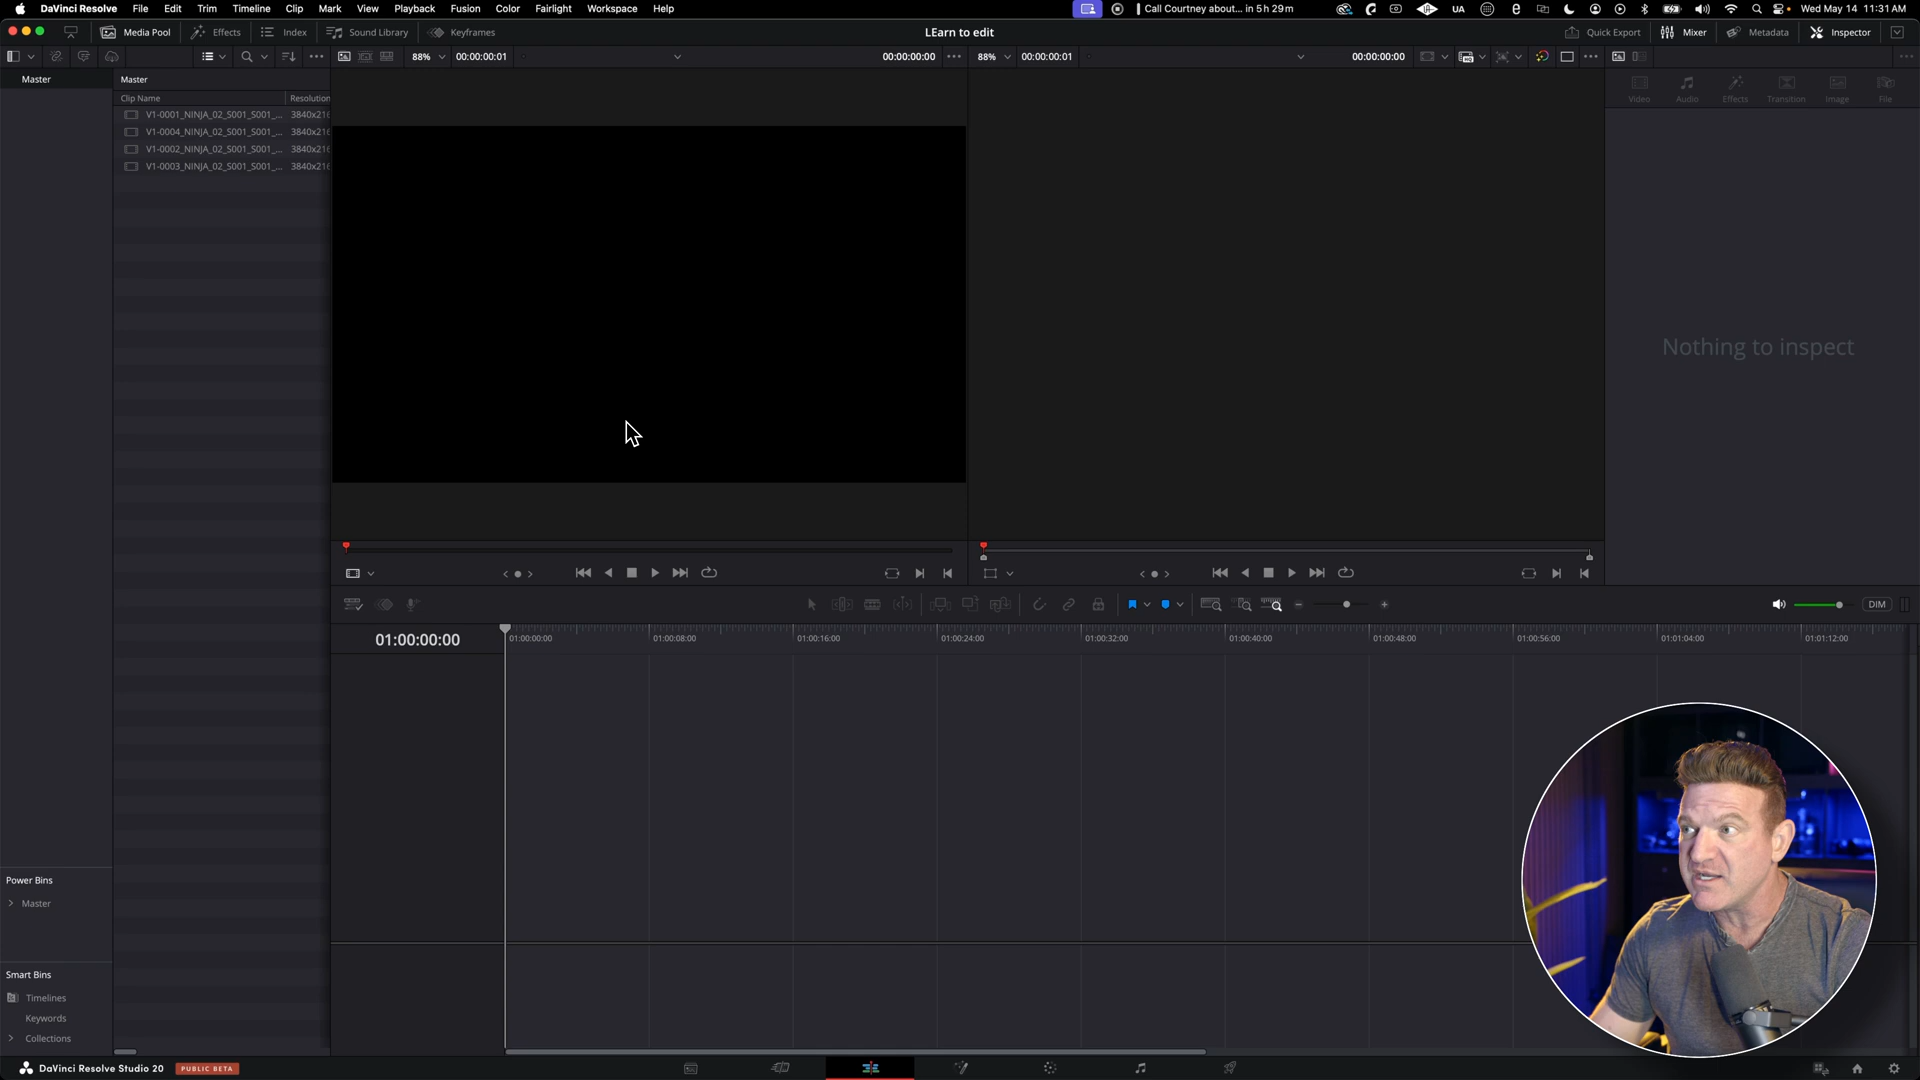 DaVinci Resolve File Edit Trim Timeline Clip Mark View Playback Fusion Color Fairlight Workspace Help
Call Courtney about... in 5 h 29 m
UA
Wed May 14 11:31 AM
Media Pool Effects Index Sound Library Keyframes
LEarn to edit
Quick Export Mixer Metadata Inspector
88% 00:00:00:01 00:00:00:00
88% 00:00:00:01 00:00:00:00
Master
Master
Clip Name Resolution
V1-0001_NINJA_02_S001_S001_... 3840x216
V1-0004_NINJA_02_S001_S001_... 3840x216
V1-0002_NINJA_02_S001_S001_... 3840x216
V1-0003_NINJA_02_S001_S001_... 3840x216
Video Audio Effects Transition Image File
Nothing to inspect
DIM
01:00:00:00
01:00:00:00 01:00:08:00 01:00:16:00 01:00:24:00 01:00:32:00 01:00:40:00 01:00:48:00 01:00:56:00 01:01:04:00 01:01:12:00
Power Bins
Master
Smart Bins
Timelines
Keywords
Collections
DaVinci Resolve Studio 20 PUBLIC BETA